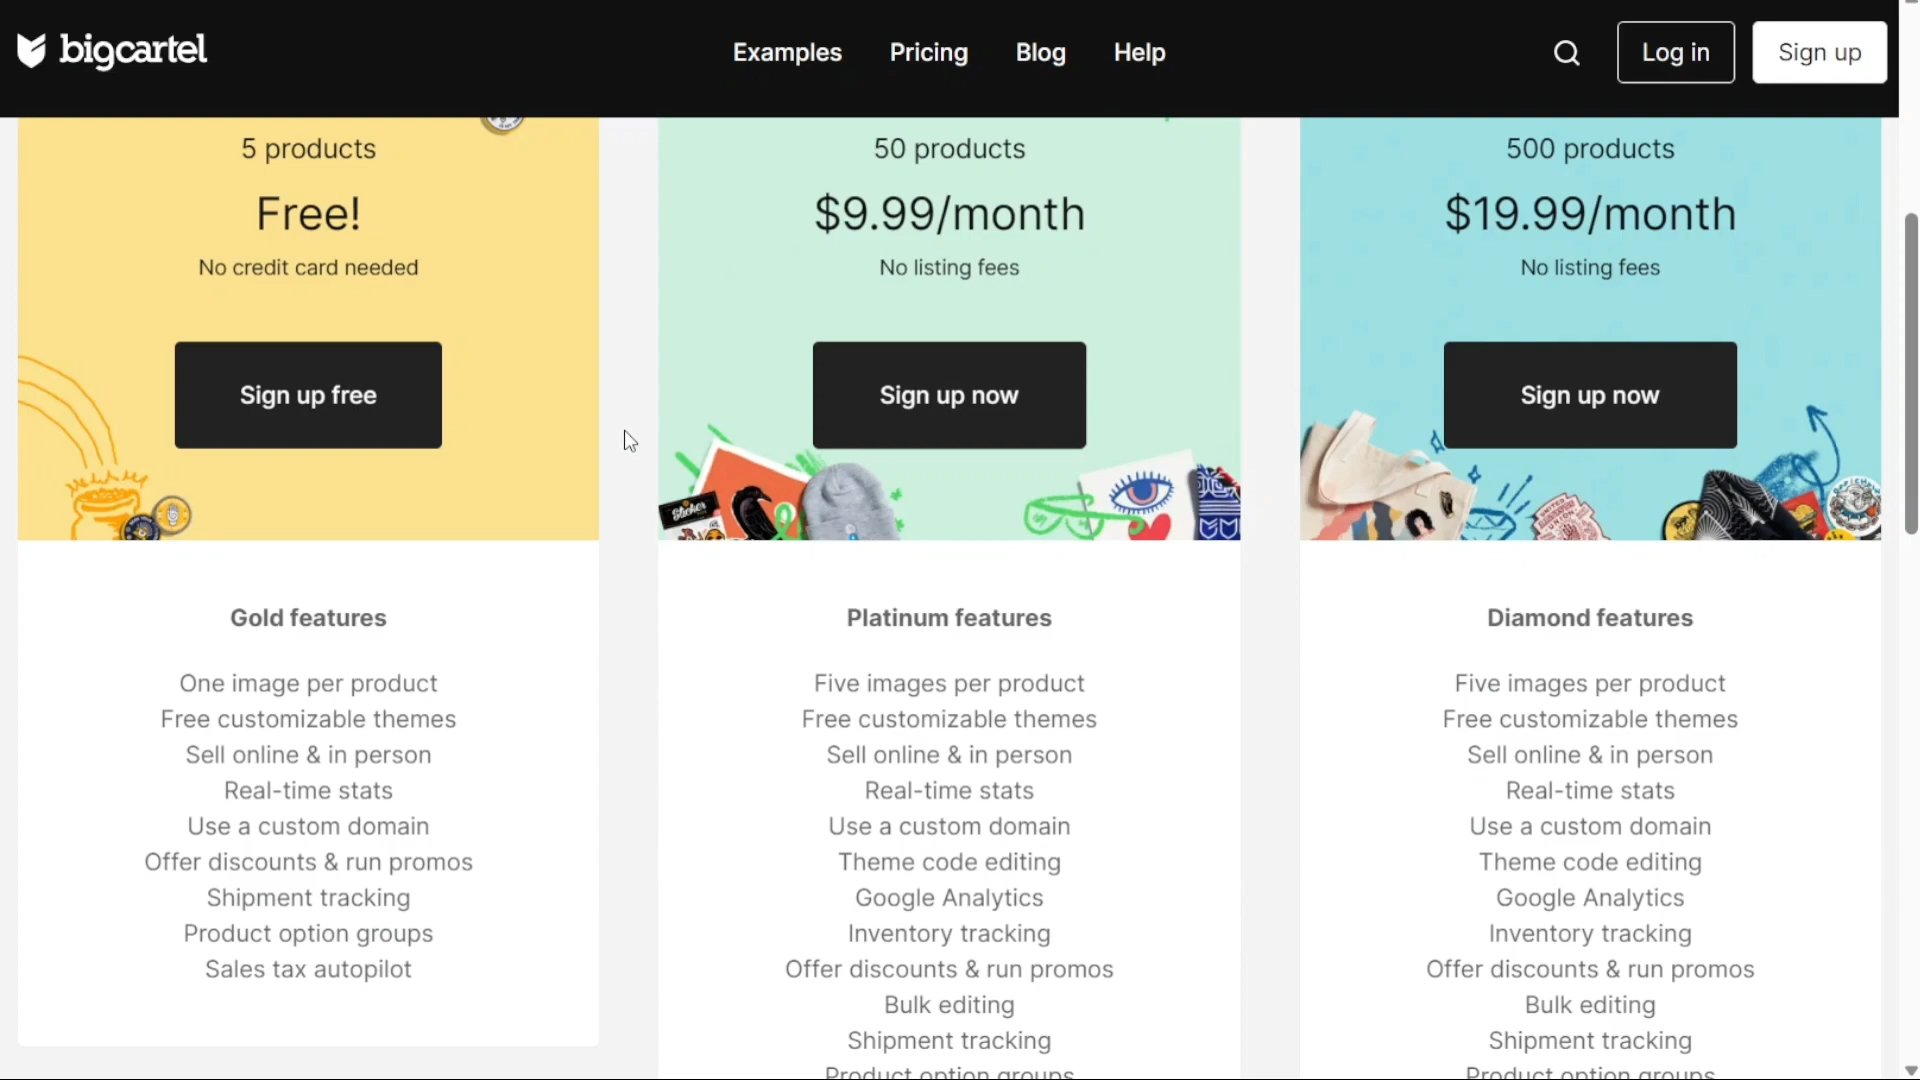 bigcartel
Examples
Pricing
Blog
Help
Log in
Sign up
5 products
Free!
No credit card needed
Sign up free
Gold features
One image per product
Free customizable themes
Sell online & in person
Real-time stats
Use a custom domain
Offer discounts & run promos
Shipment tracking
Product option groups
Sales tax autopilot
50 products
$9.99/month
No listing fees
Sign up now
Platinum features
Five images per product
Free customizable themes
Sell online & in person
Real-time stats
Use a custom domain
Theme code editing
Google Analytics
Inventory tracking
Offer discounts & run promos
Bulk editing
Shipment tracking
Product option groups
500 products
$19.99/month
No listing fees
Sign up now
Diamond features
Five images per product
Free customizable themes
Sell online & in person
Real-time stats
Use a custom domain
Theme code editing
Google Analytics
Inventory tracking
Offer discounts & run promos
Bulk editing
Shipment tracking
Product option groups